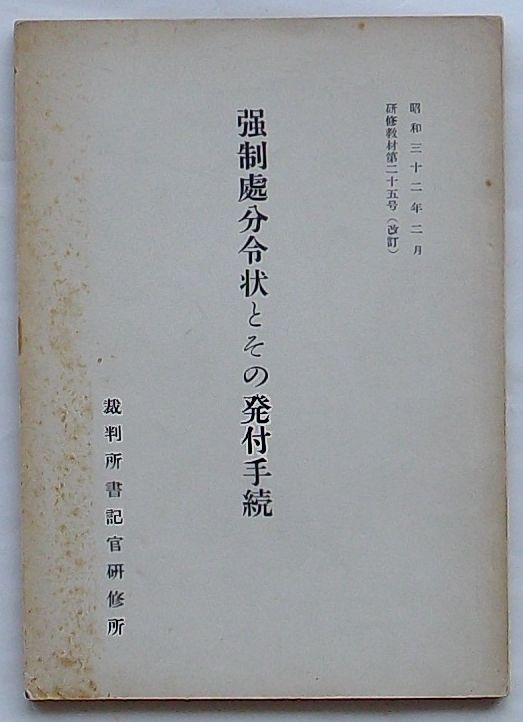 昭和三十二年二月
研修教材第二十五号（改訂）
强制處分令状とその発付手続
裁判所書記官研修所